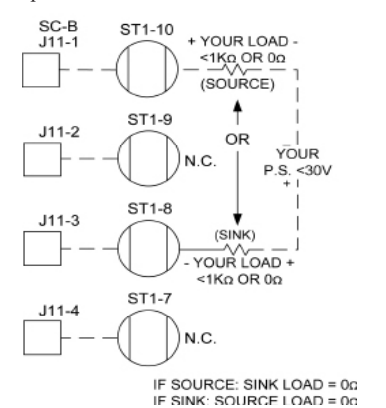 SC-B
J11-1
ST1-10
+ YOUR LOAD -
<1KΩ OR 0Ω
(SOURCE)
J11-2
ST1-9
N.C.
OR
YOUR
P.S. <30V
-
+
J11-3
ST1-8
(SINK)
- YOUR LOAD +
<1KΩ OR 0Ω
J11-4
ST1-7
N.C.
IF SOURCE: SINK LOAD = 0Ω
IF SINK: SOURCE LOAD = 0Ω